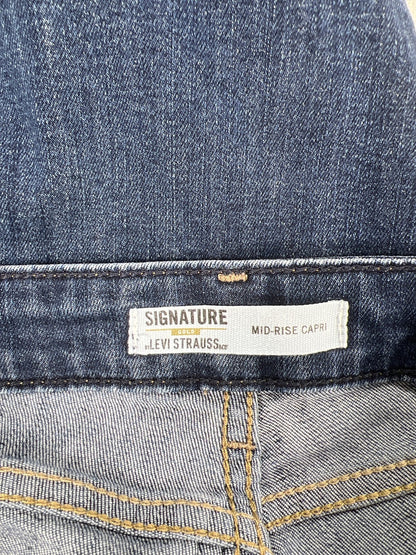 SIGNATURE
GOLD
BY LEVI STRAUSS &CO
MID-RISE CAPRI